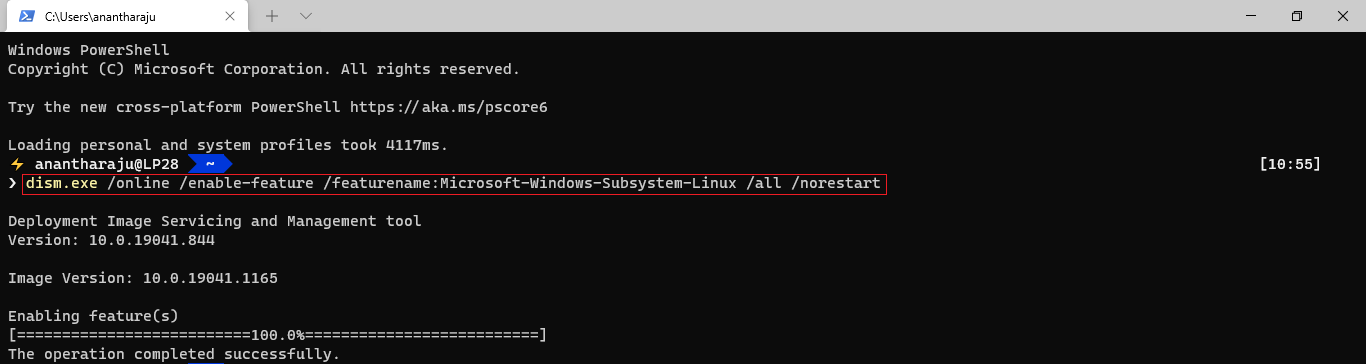 C:\Users\anantharaju
Windows PowerShell
Copyright (C) Microsoft Corporation. All rights reserved.
Try the new cross-platform PowerShell https://aka.ms/pscore6
Loading personal and system profiles took 4117ms.
⚡ anantharaju@LP28 ~ [10:55]
❯ dism.exe /online /enable-feature /featurename:Microsoft-Windows-Subsystem-Linux /all /norestart
Deployment Image Servicing and Management tool
Version: 10.0.19041.844
Image Version: 10.0.19041.1165
Enabling feature(s)
[==========================100.0%==========================]
The operation completed successfully.